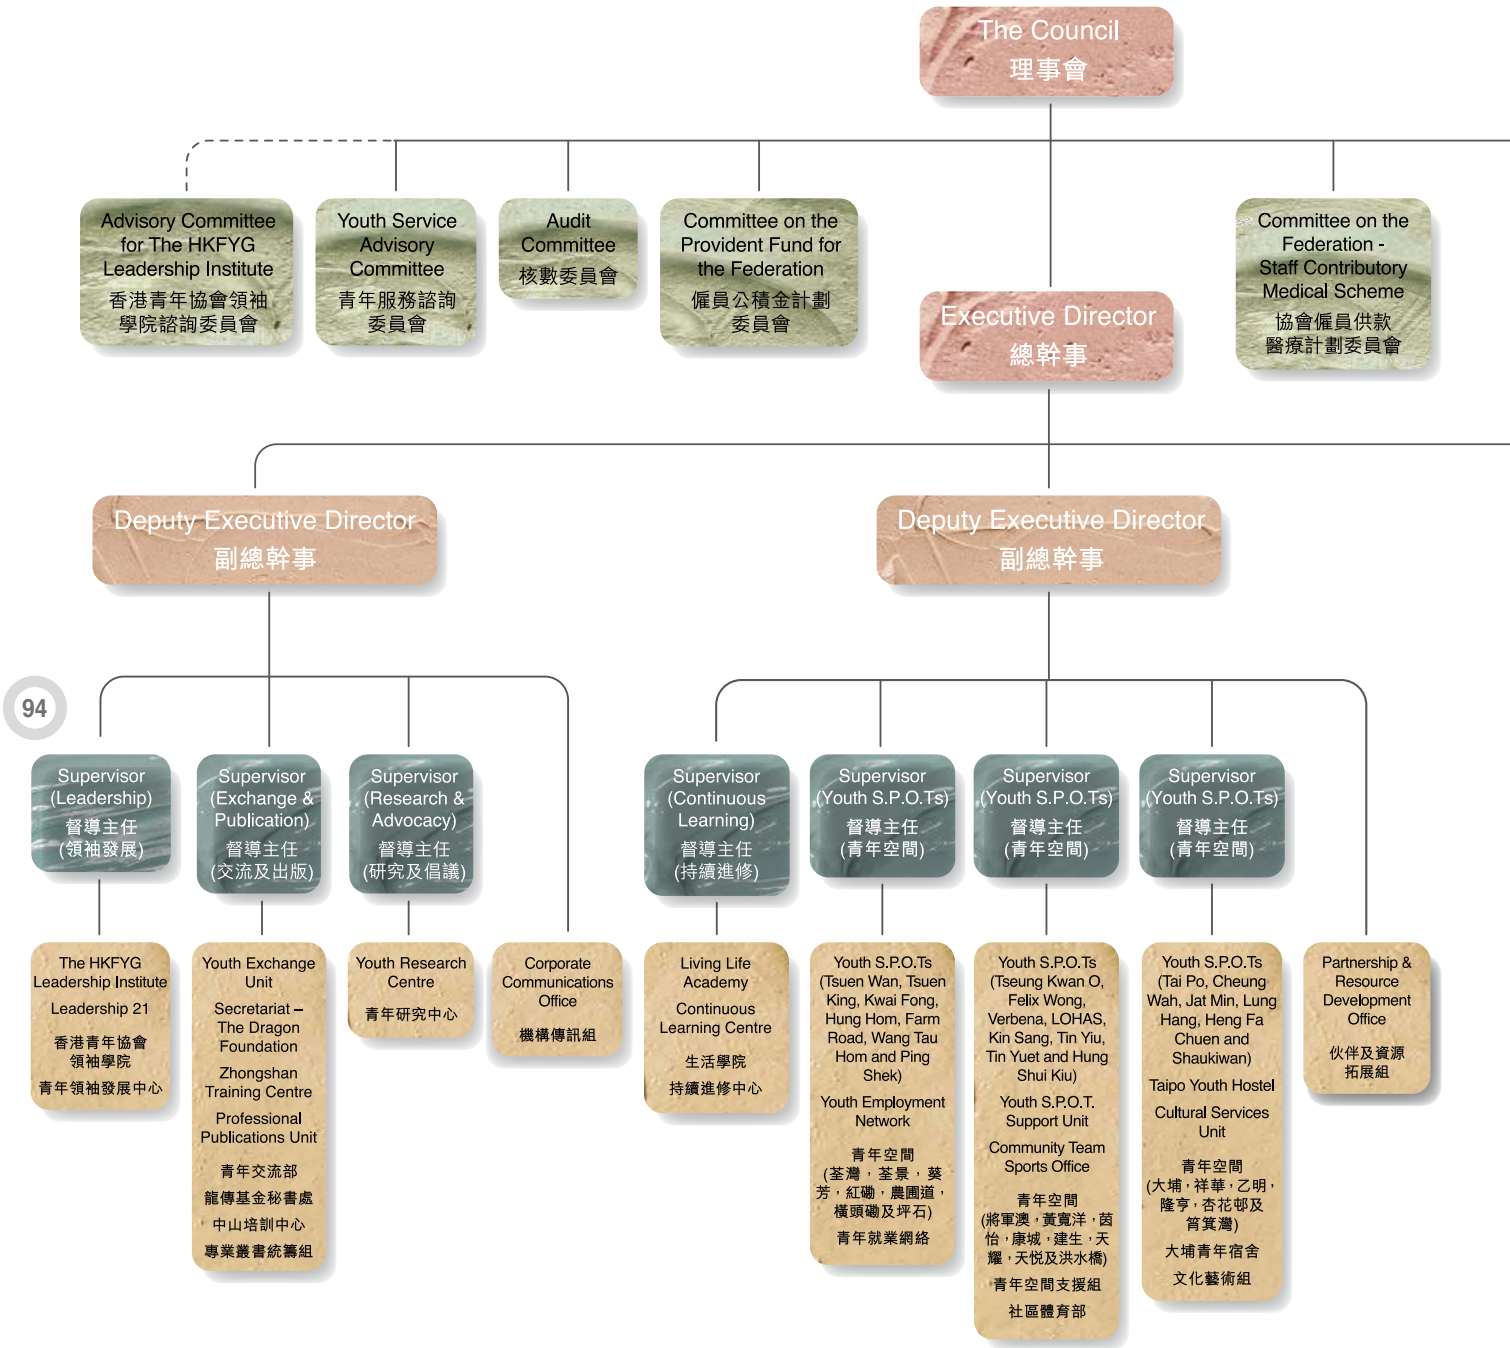 The Council
理事會
Advisory Committee
for The HKFYG
Leadership Institute
香港青年協會領袖
學院諮詢委員會
Youth Service
Advisory
Committee
青年服務諮詢
委員會
Audit
Committee
核數委員會
Committee on the
Provident Fund for
the Federation
僱員公積金計劃
委員會
Committee on the
Federation -
Staff Contributory
Medical Scheme
協會僱員供款
醫療計劃委員會
Executive Director
總幹事
Deputy Executive Director
副總幹事
Deputy Executive Director
副總幹事
94
Supervisor
(Leadership)
督導主任
(領袖發展)
Supervisor
(Exchange &
Publication)
督導主任
(交流及出版)
Supervisor
(Research &
Advocacy)
督導主任
(研究及倡議)
Supervisor
(Continuous
Learning)
督導主任
(持續進修)
Supervisor
(Youth S.P.O.Ts)
督導主任
(青年空間)
Supervisor
(Youth S.P.O.Ts)
督導主任
(青年空間)
Supervisor
(Youth S.P.O.Ts)
督導主任
(青年空間)
The HKFYG
Leadership Institute
Leadership 21
香港青年協會
領袖學院
青年領袖發展中心
Youth Exchange
Unit
Secretariat –
The Dragon
Foundation
Zhongshan
Training Centre
Professional
Publications Unit
青年交流部
龍傳基金秘書處
中山培訓中心
專業叢書統籌組
Youth Research
Centre
青年研究中心
Corporate
Communications
Office
機構傳訊組
Living Life
Academy
Continuous
Learning Centre
生活學院
持續進修中心
Youth S.P.O.Ts
(Tsuen Wan, Tsuen
King, Kwai Fong,
Hung Hom, Farm
Road, Wang Tau
Hom and Ping
Shek)
Youth Employment
Network
青年空間
(荃灣，荃景，葵
芳，紅磡，農圃道，
橫頭磡及坪石)
青年就業網絡
Youth S.P.O.Ts
(Tseung Kwan O,
Felix Wong,
Verbena, LOHAS,
Kin Sang, Tin Yiu,
Tin Yuet and Hung
Shui Kiu)
Youth S.P.O.T.
Support Unit
Community Team
Sports Office
青年空間
(將軍澳，黃寬洋，茵
怡，康城，建生，天
耀，天悅及洪水橋)
青年空間支援組
社區體育部
Youth S.P.O.Ts
(Tai Po, Cheung
Wah, Jat Min, Lung
Hang, Heng Fa
Chuen and
Shaukiwan)
Taipo Youth Hostel
Cultural Services
Unit
青年空間
(大埔，祥華，乙明，
隆亨，杏花邨及
筲箕灣)
大埔青年宿舍
文化藝術組
Partnership &
Resource
Development
Office
伙伴及資源
拓展組